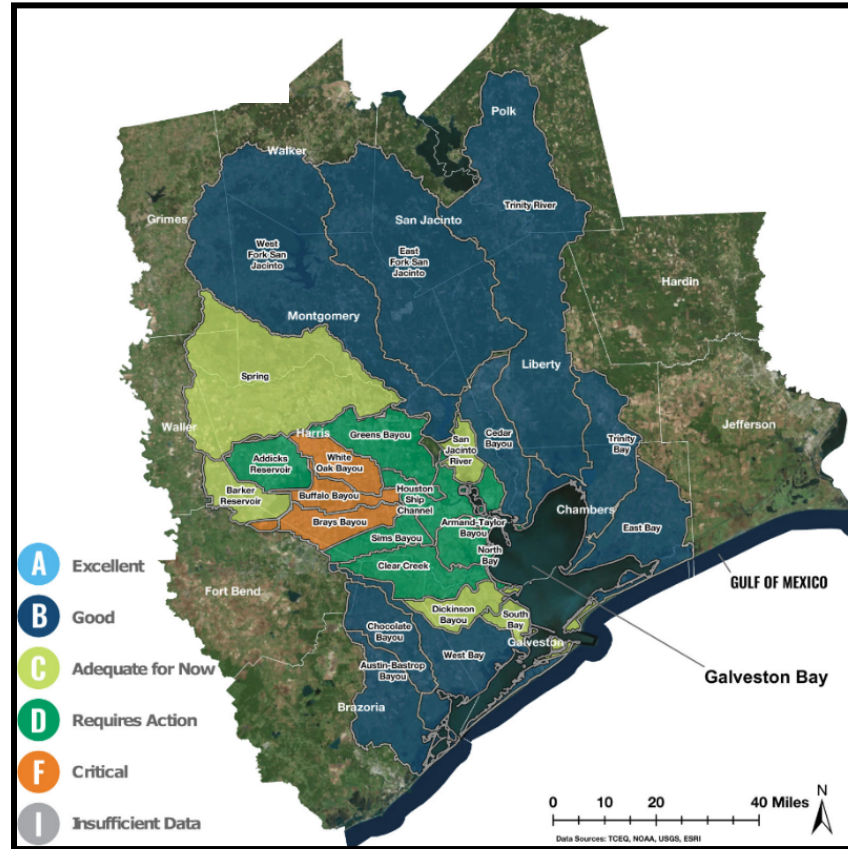 Polk
Walker
Grimes
San Jacinto
Trinity River
West
Fork San
Jacinto
East
Fork San
Jacinto
Hardin
Montgomery
Liberty
Spring
Jefferson
Waller
Harris
Greens Bayou
San
Jacinto
River
Cedar
Bayou
Trinity
Bay
Addicks
Reservoir
White
Oak Bayou
Barker
Reservoir
Buffalo Bayou
Houston
Ship
Channel
Chambers
Brays Bayou
Armand-Taylor
Bayou
East Bay
Sims Bayou
North
Bay
Clear Creek
A Excellent
GULF OF MEXICO
Fort Bend
B Good
Dickinson
Bayou
South
Bay
Chocolate
Bayou
Galveston
West Bay
C Adequate for Now
Austin-Bastrop
Bayou
Galveston Bay
Brazoria
D Requires Action
F Critical
I Insufficient Data
N
0 10 20 40 Miles
Data Sources: TCEQ, NOAA, USGS, ESRI